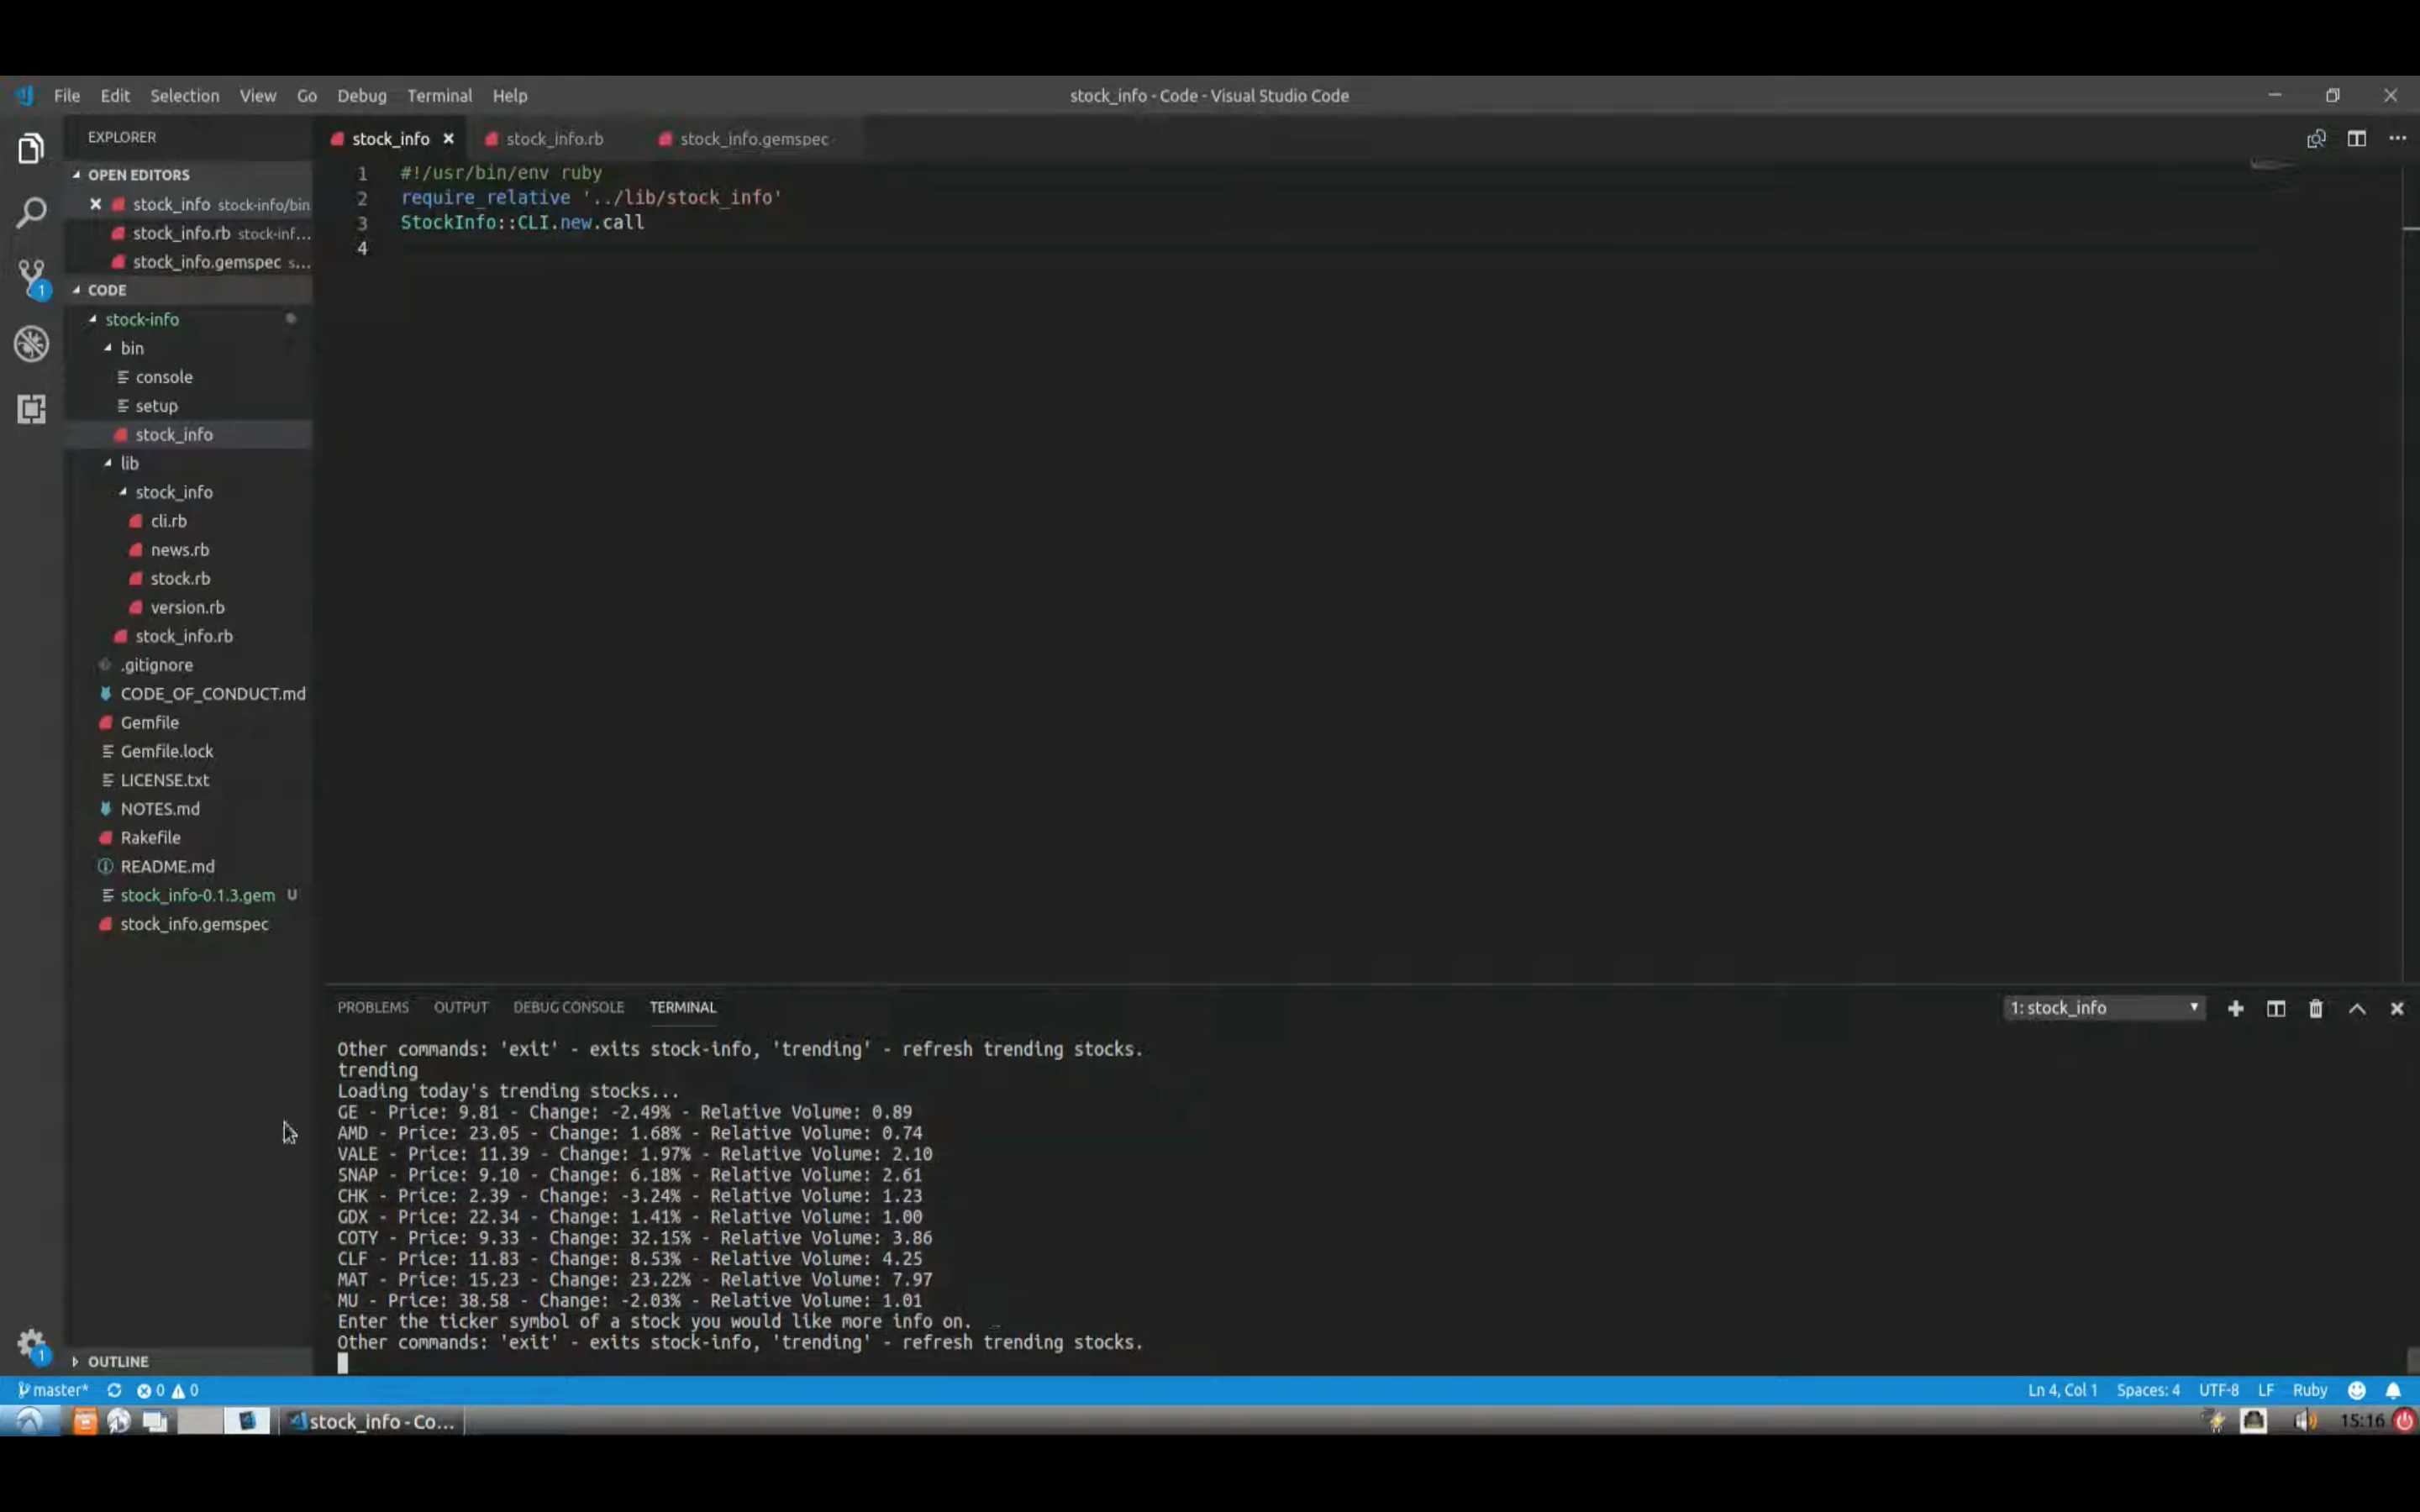 File Edit Selection View Go Debug Terminal Help
stock_info - Code - Visual Studio Code
EXPLORER
OPEN EDITORS
stock_info stock-info/bin
stock_info.rb stock-inf...
stock_info.gemspec s...
CODE
stock-info
bin
console
setup
stock_info
lib
stock_info
cli.rb
news.rb
stock.rb
version.rb
stock_info.rb
.gitignore
CODE_OF_CONDUCT.md
Gemfile
Gemfile.lock
LICENSE.txt
NOTES.md
Rakefile
README.md
stock_info-0.1.3.gem U
stock_info.gemspec
OUTLINE
1
1
stock_info stock_info.rb stock_info.gemspec
1 #!/usr/bin/env ruby
2 require_relative '../lib/stock_info'
3 StockInfo::CLI.new.call
4
PROBLEMS OUTPUT DEBUG CONSOLE TERMINAL
1: stock_info
Other commands: 'exit' - exits stock-info, 'trending' - refresh trending stocks.
trending
Loading today's trending stocks...
GE - Price: 9.81 - Change: -2.49% - Relative Volume: 0.89
AMD - Price: 23.05 - Change: 1.68% - Relative Volume: 0.74
VALE - Price: 11.39 - Change: 1.97% - Relative Volume: 2.10
SNAP - Price: 9.10 - Change: 6.18% - Relative Volume: 2.61
CHK - Price: 2.39 - Change: -3.24% - Relative Volume: 1.23
GDX - Price: 22.34 - Change: 1.41% - Relative Volume: 1.00
COTY - Price: 9.33 - Change: 32.15% - Relative Volume: 3.86
CLF - Price: 11.83 - Change: 8.53% - Relative Volume: 4.25
MAT - Price: 15.23 - Change: 23.22% - Relative Volume: 7.97
MU - Price: 38.58 - Change: -2.03% - Relative Volume: 1.01
Enter the ticker symbol of a stock you would like more info on.
Other commands: 'exit' - exits stock-info, 'trending' - refresh trending stocks.
master* 0 0
Ln 4, Col 1 Spaces: 4 UTF-8 LF Ruby
stock_info - Co...
15:16